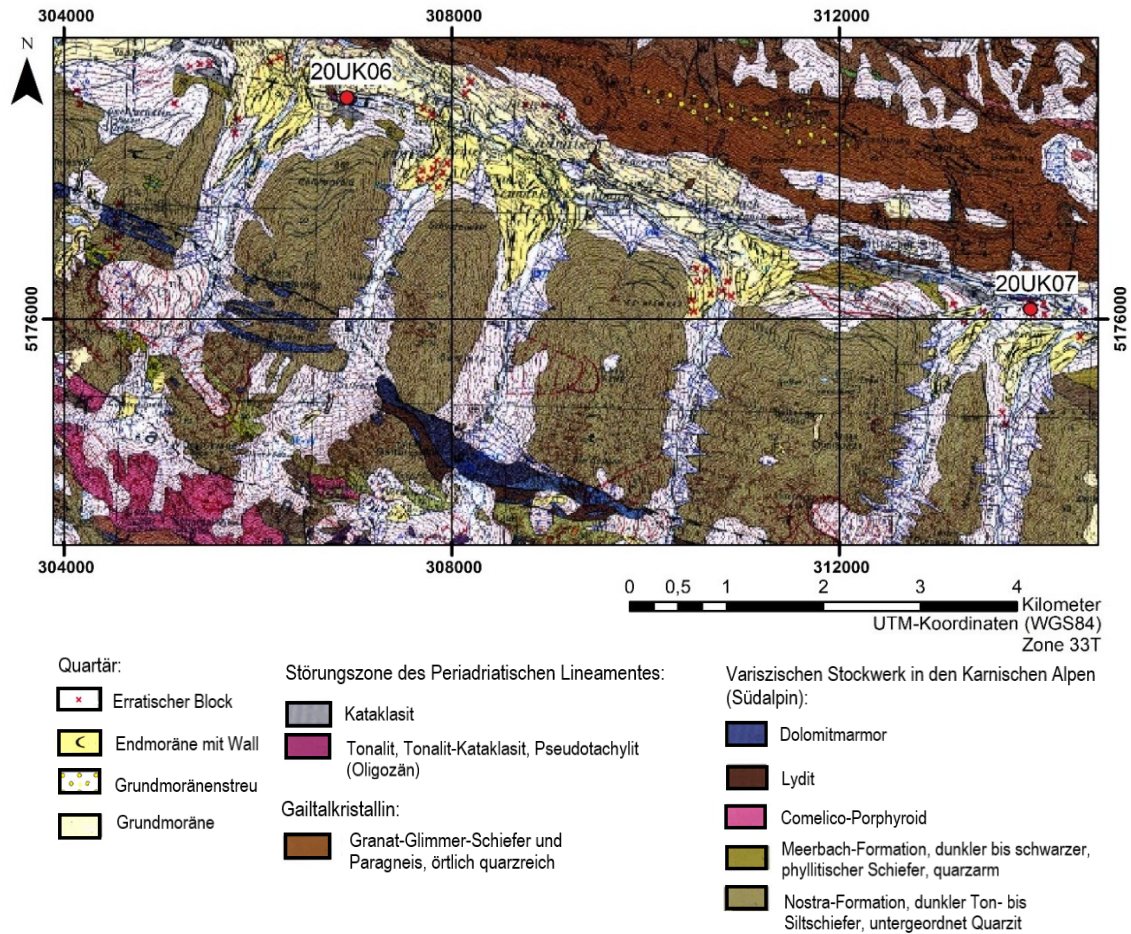 304000
308000
312000
N
20UK06
20UK07
5176000
5176000
304000
308000
312000
0 0,5 1 2 3 4
Kilometer
UTM-Koordinaten (WGS84)
Zone 33T
Quartär:
Erratischer Block
Endmoräne mit Wall
Grundmoränenstreu
Grundmoräne
Störungszone des Periadriatischen Lineamentes:
Kataklasit
Tonalit, Tonalit-Kataklasit, Pseudotachylit
(Oligozän)
Gailtalkristallin:
Granat-Glimmer-Schiefer und
Paragneis, örtlich quarzreich
Variszischen Stockwerk in den Karnischen Alpen
(Südalpin):
Dolomitmarmor
Lydit
Comelico-Porphyroid
Meerbach-Formation, dunkler bis schwarzer,
phyllitischer Schiefer, quarzarm
Nostra-Formation, dunkler Ton- bis
Siltschiefer, untergeordnet Quarzit